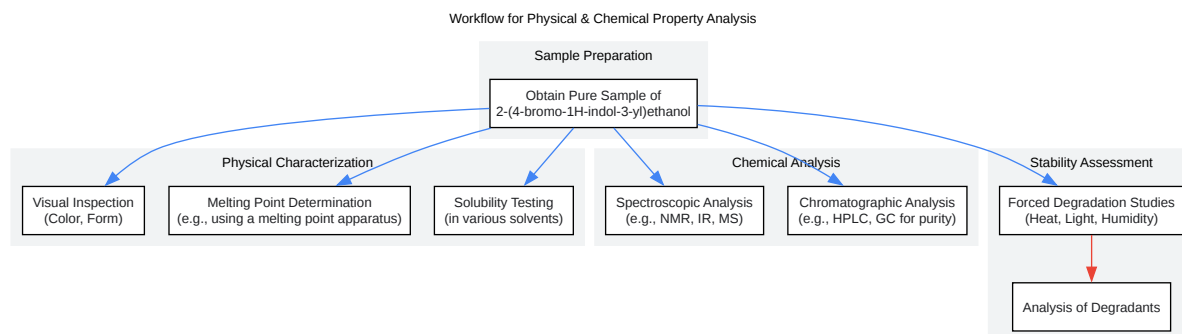 Workflow for Physical & Chemical Property Analysis
Sample Preparation
Obtain Pure Sample of
2-(4-bromo-1H-indol-3-yl)ethanol
Physical Characterization
Chemical Analysis
Stability Assessment
Visual Inspection
(Color, Form)
Melting Point Determination
(e.g., using a melting point apparatus)
Solubility Testing
(in various solvents)
Spectroscopic Analysis
(e.g., NMR, IR, MS)
Chromatographic Analysis
(e.g., HPLC, GC for purity)
Forced Degradation Studies
(Heat, Light, Humidity)
Analysis of Degradants